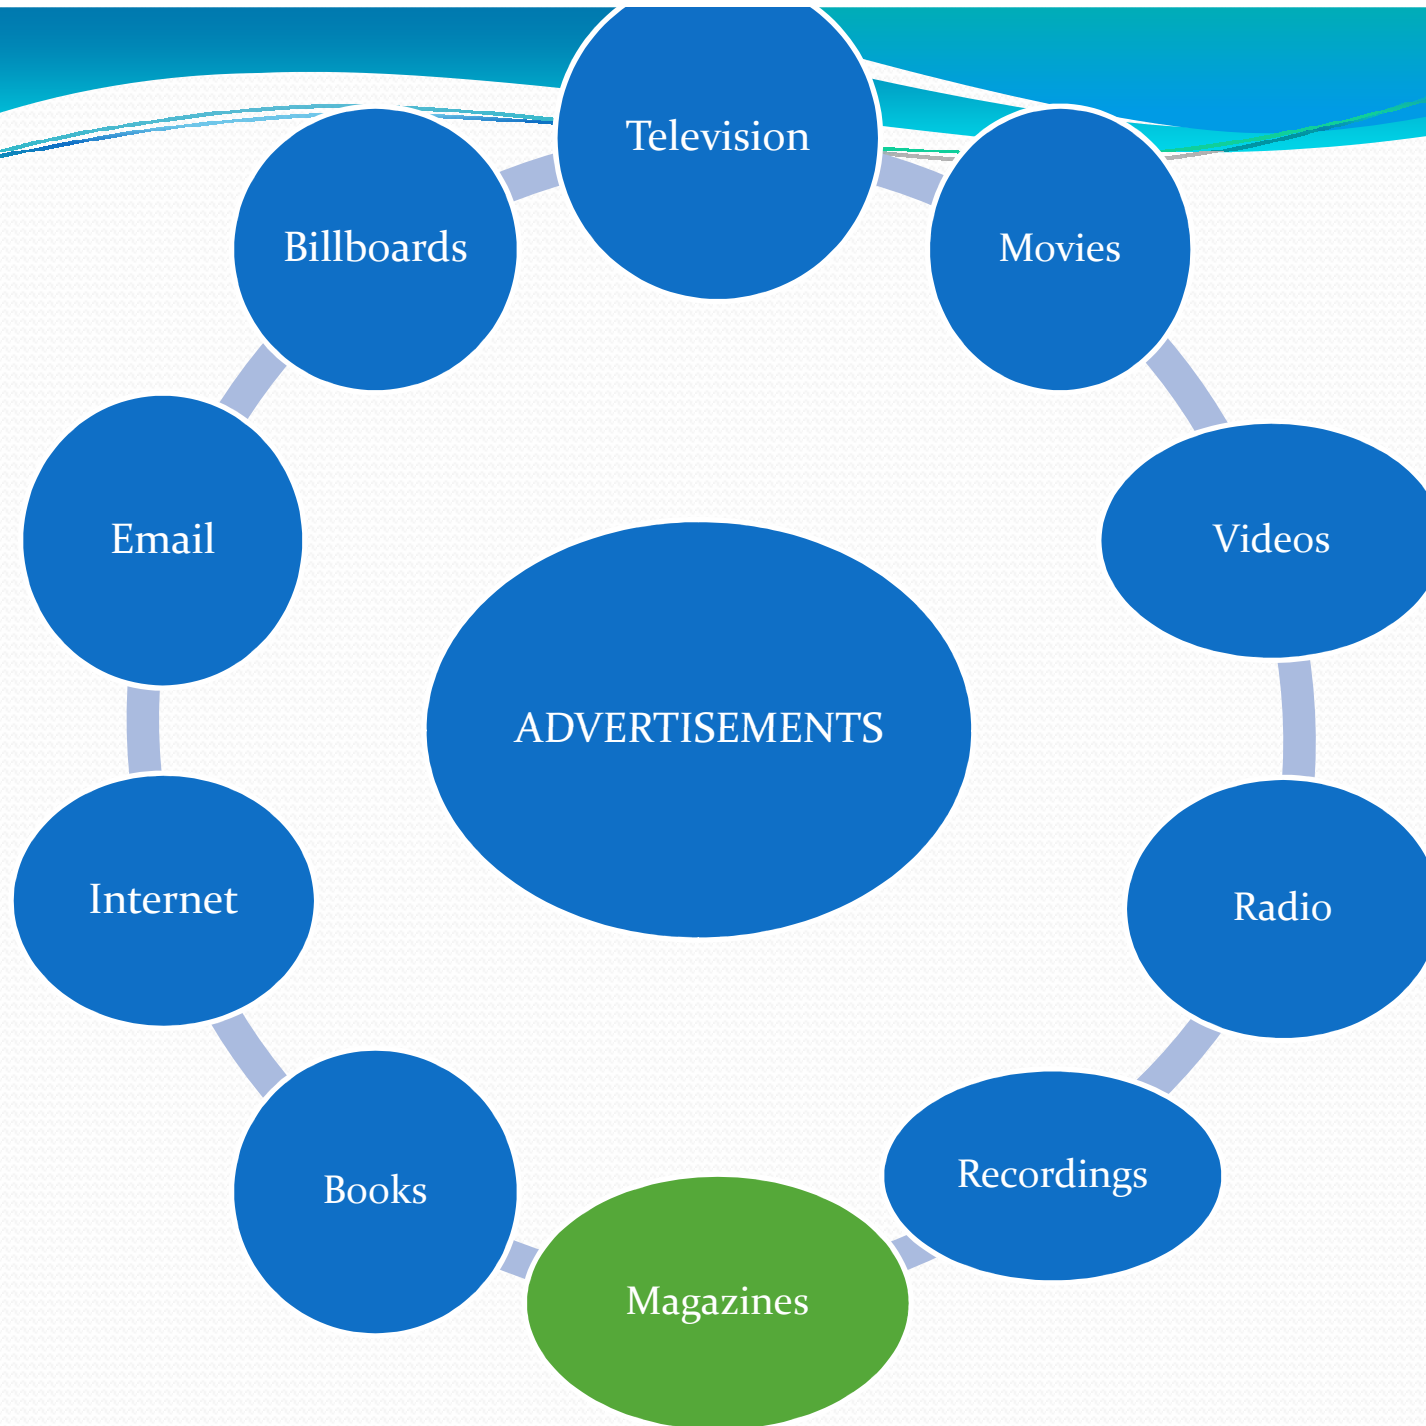 Television
Billboards
Movies
Email
Videos
ADVERTISEMENTS
Internet
Radio
Books
Recordings
Magazines